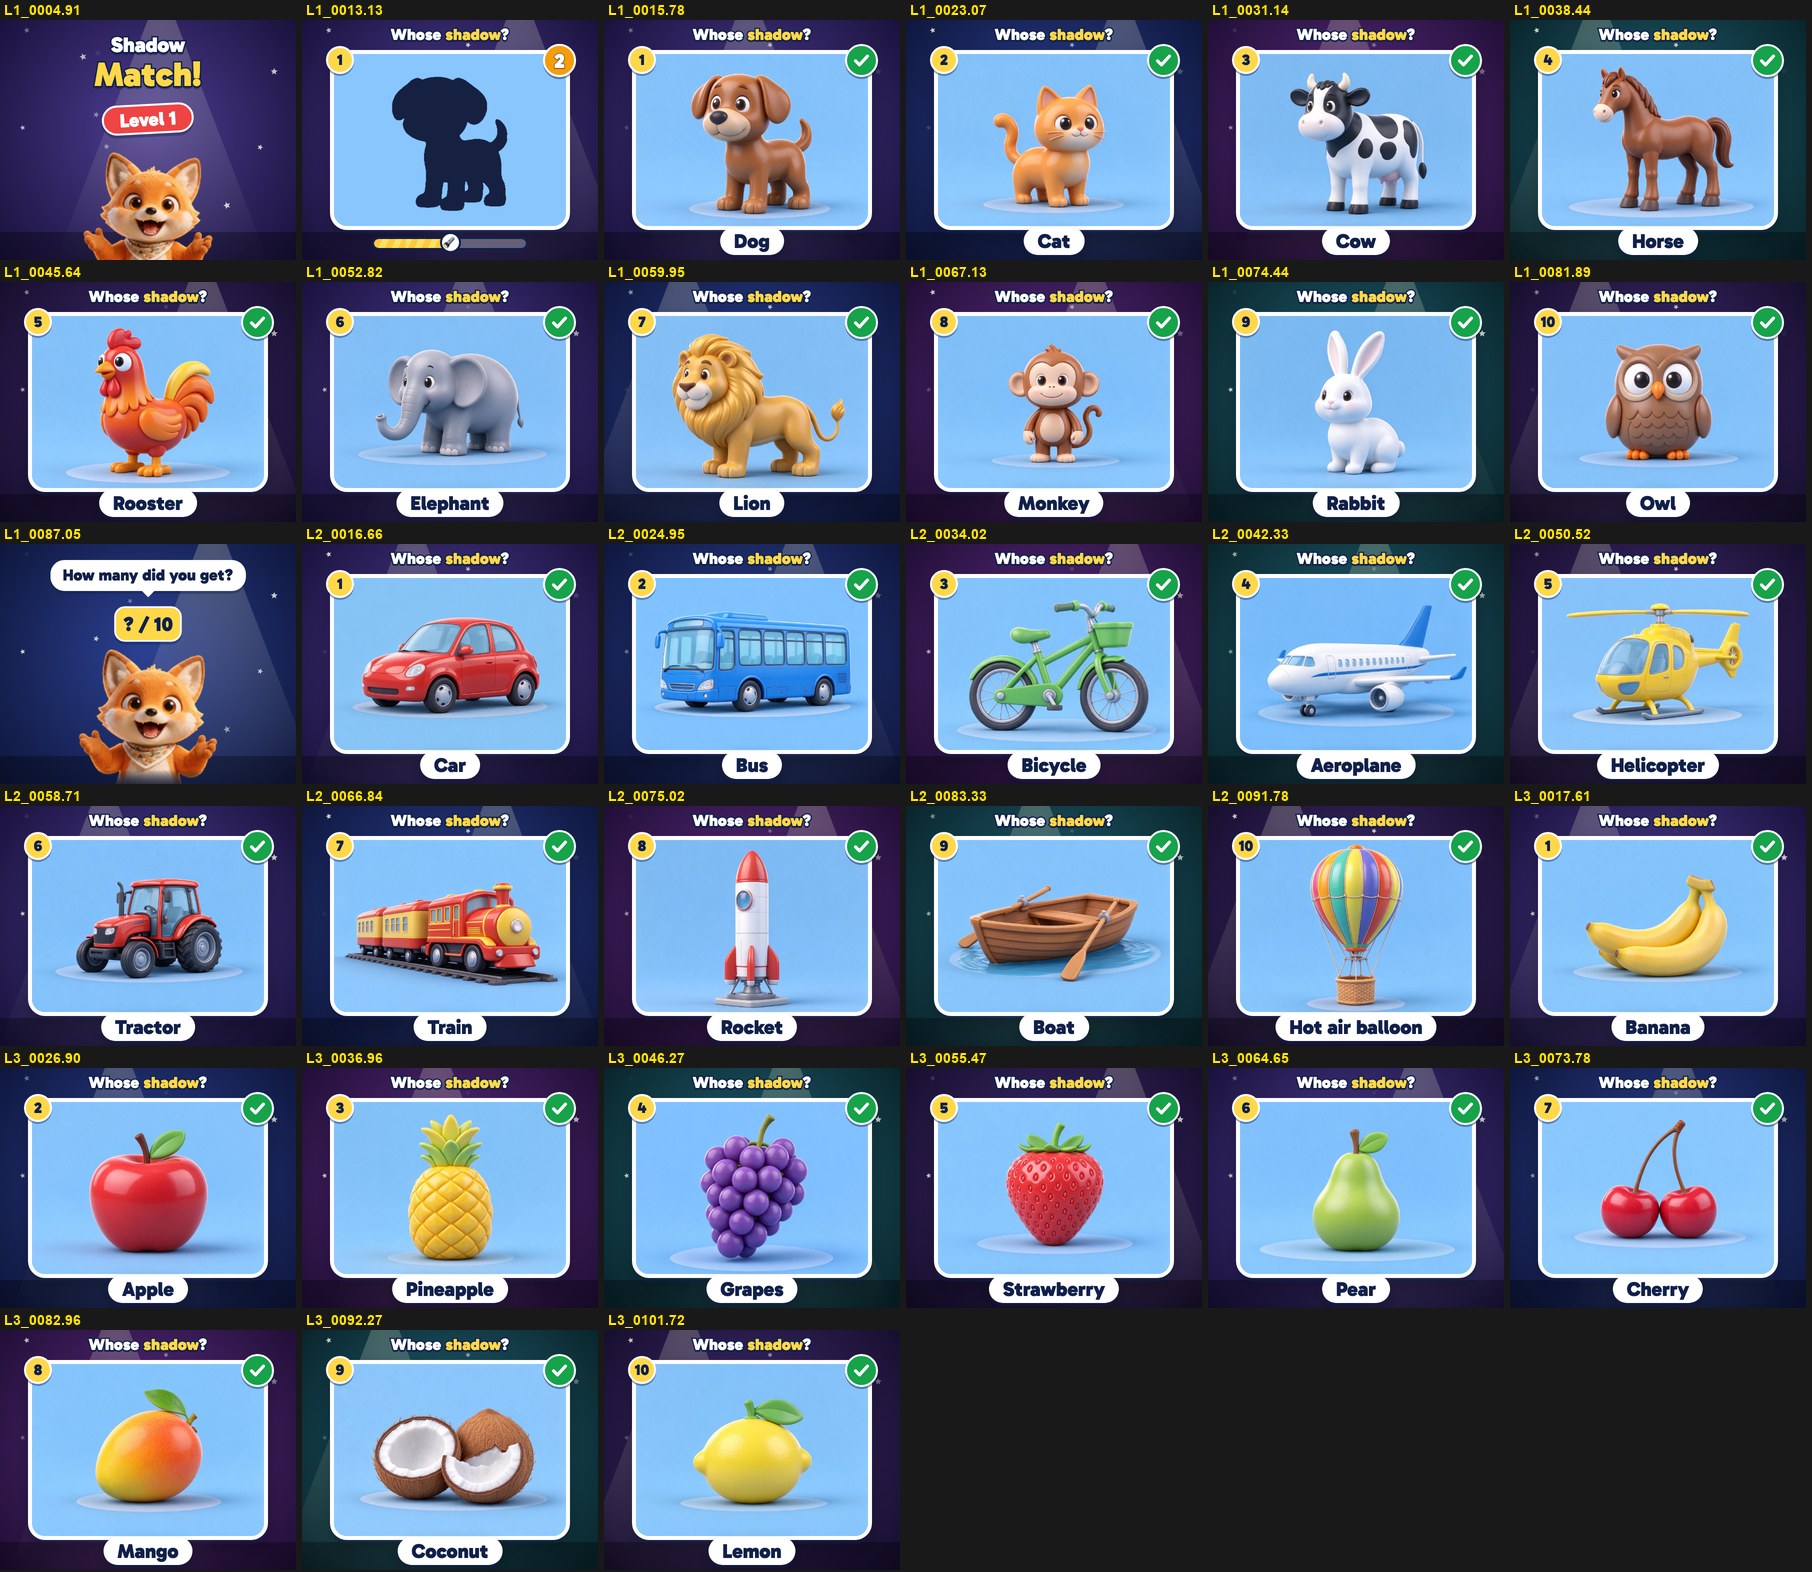 L1_0004.91
Shadow
Match!
Level 1
L1_0013.13
Whose shadow?
1
2
L1_0015.78
Whose shadow?
1
Dog
L1_0023.07
Whose shadow?
2
Cat
L1_0031.14
Whose shadow?
3
Cow
L1_0038.44
Whose shadow?
4
Horse
L1_0045.64
Whose shadow?
5
Rooster
L1_0052.82
Whose shadow?
6
Elephant
L1_0059.95
Whose shadow?
7
Lion
L1_0067.13
Whose shadow?
8
Monkey
L1_0074.44
Whose shadow?
9
Rabbit
L1_0081.89
Whose shadow?
10
Owl
L1_0087.05
How many did you get?
? / 10
L2_0016.66
Whose shadow?
1
Car
L2_0024.95
Whose shadow?
2
Bus
L2_0034.02
Whose shadow?
3
Bicycle
L2_0042.33
Whose shadow?
4
Aeroplane
L2_0050.52
Whose shadow?
5
Helicopter
L2_0058.71
Whose shadow?
6
Tractor
L2_0066.84
Whose shadow?
7
Train
L2_0075.02
Whose shadow?
8
Rocket
L2_0083.33
Whose shadow?
9
Boat
L2_0091.78
Whose shadow?
10
Hot air balloon
L3_0017.61
Whose shadow?
1
Banana
L3_0026.90
Whose shadow?
2
Apple
L3_0036.96
Whose shadow?
3
Pineapple
L3_0046.27
Whose shadow?
4
Grapes
L3_0055.47
Whose shadow?
5
Strawberry
L3_0064.65
Whose shadow?
6
Pear
L3_0073.78
Whose shadow?
7
Cherry
L3_0082.96
Whose shadow?
8
Mango
L3_0092.27
Whose shadow?
9
Coconut
L3_0101.72
Whose shadow?
10
Lemon